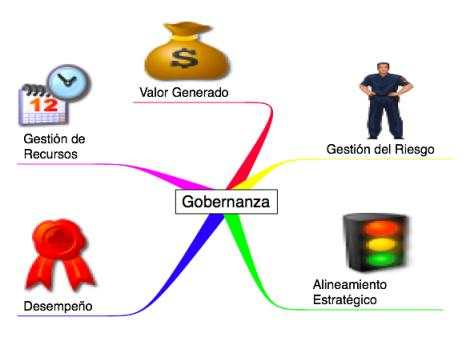 $
Valor Generado
12
Gestión de
Recursos
Gestión del Riesgo
Gobernanza
Alineamiento
Estratégico
Desempeño